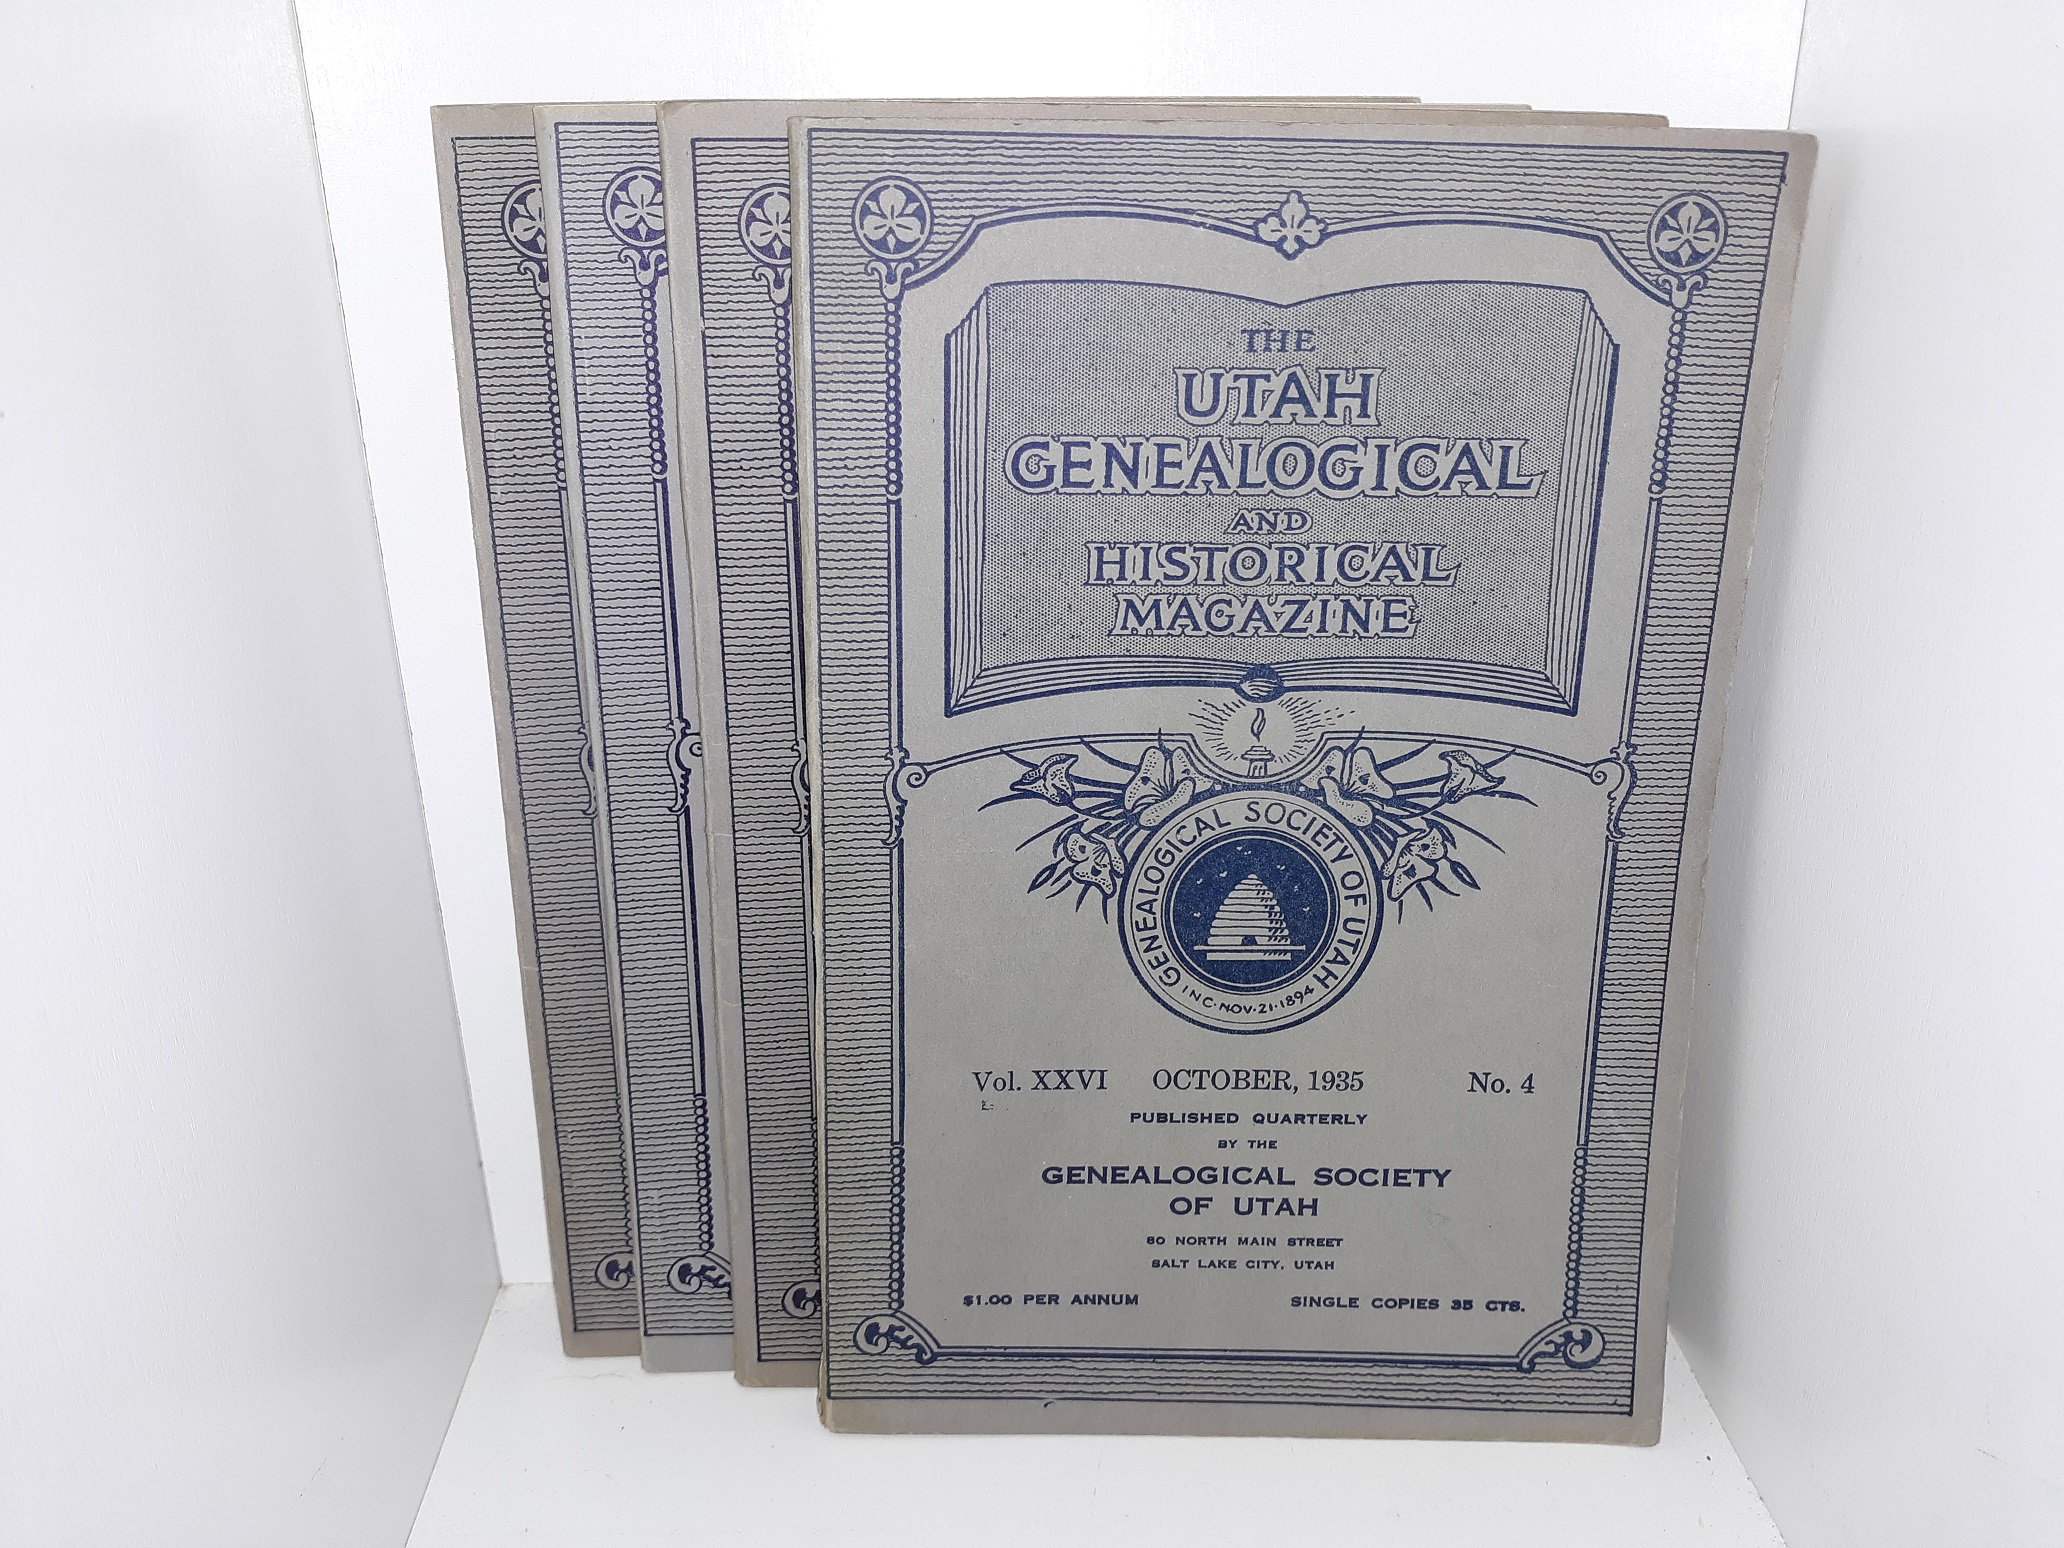 THE
UTAH
GENEALOGICAL
AND
HISTORICAL
MAGAZINE
GENEALOGICAL SOCIETY OF UTAH
INC. NOV. 21. 1894
Vol. XXVI OCTOBER, 1935 No. 4
PUBLISHED QUARTERLY
BY THE
GENEALOGICAL SOCIETY
OF UTAH
80 NORTH MAIN STREET
SALT LAKE CITY, UTAH
$1.00 PER ANNUM SINGLE COPIES 35 CTS.